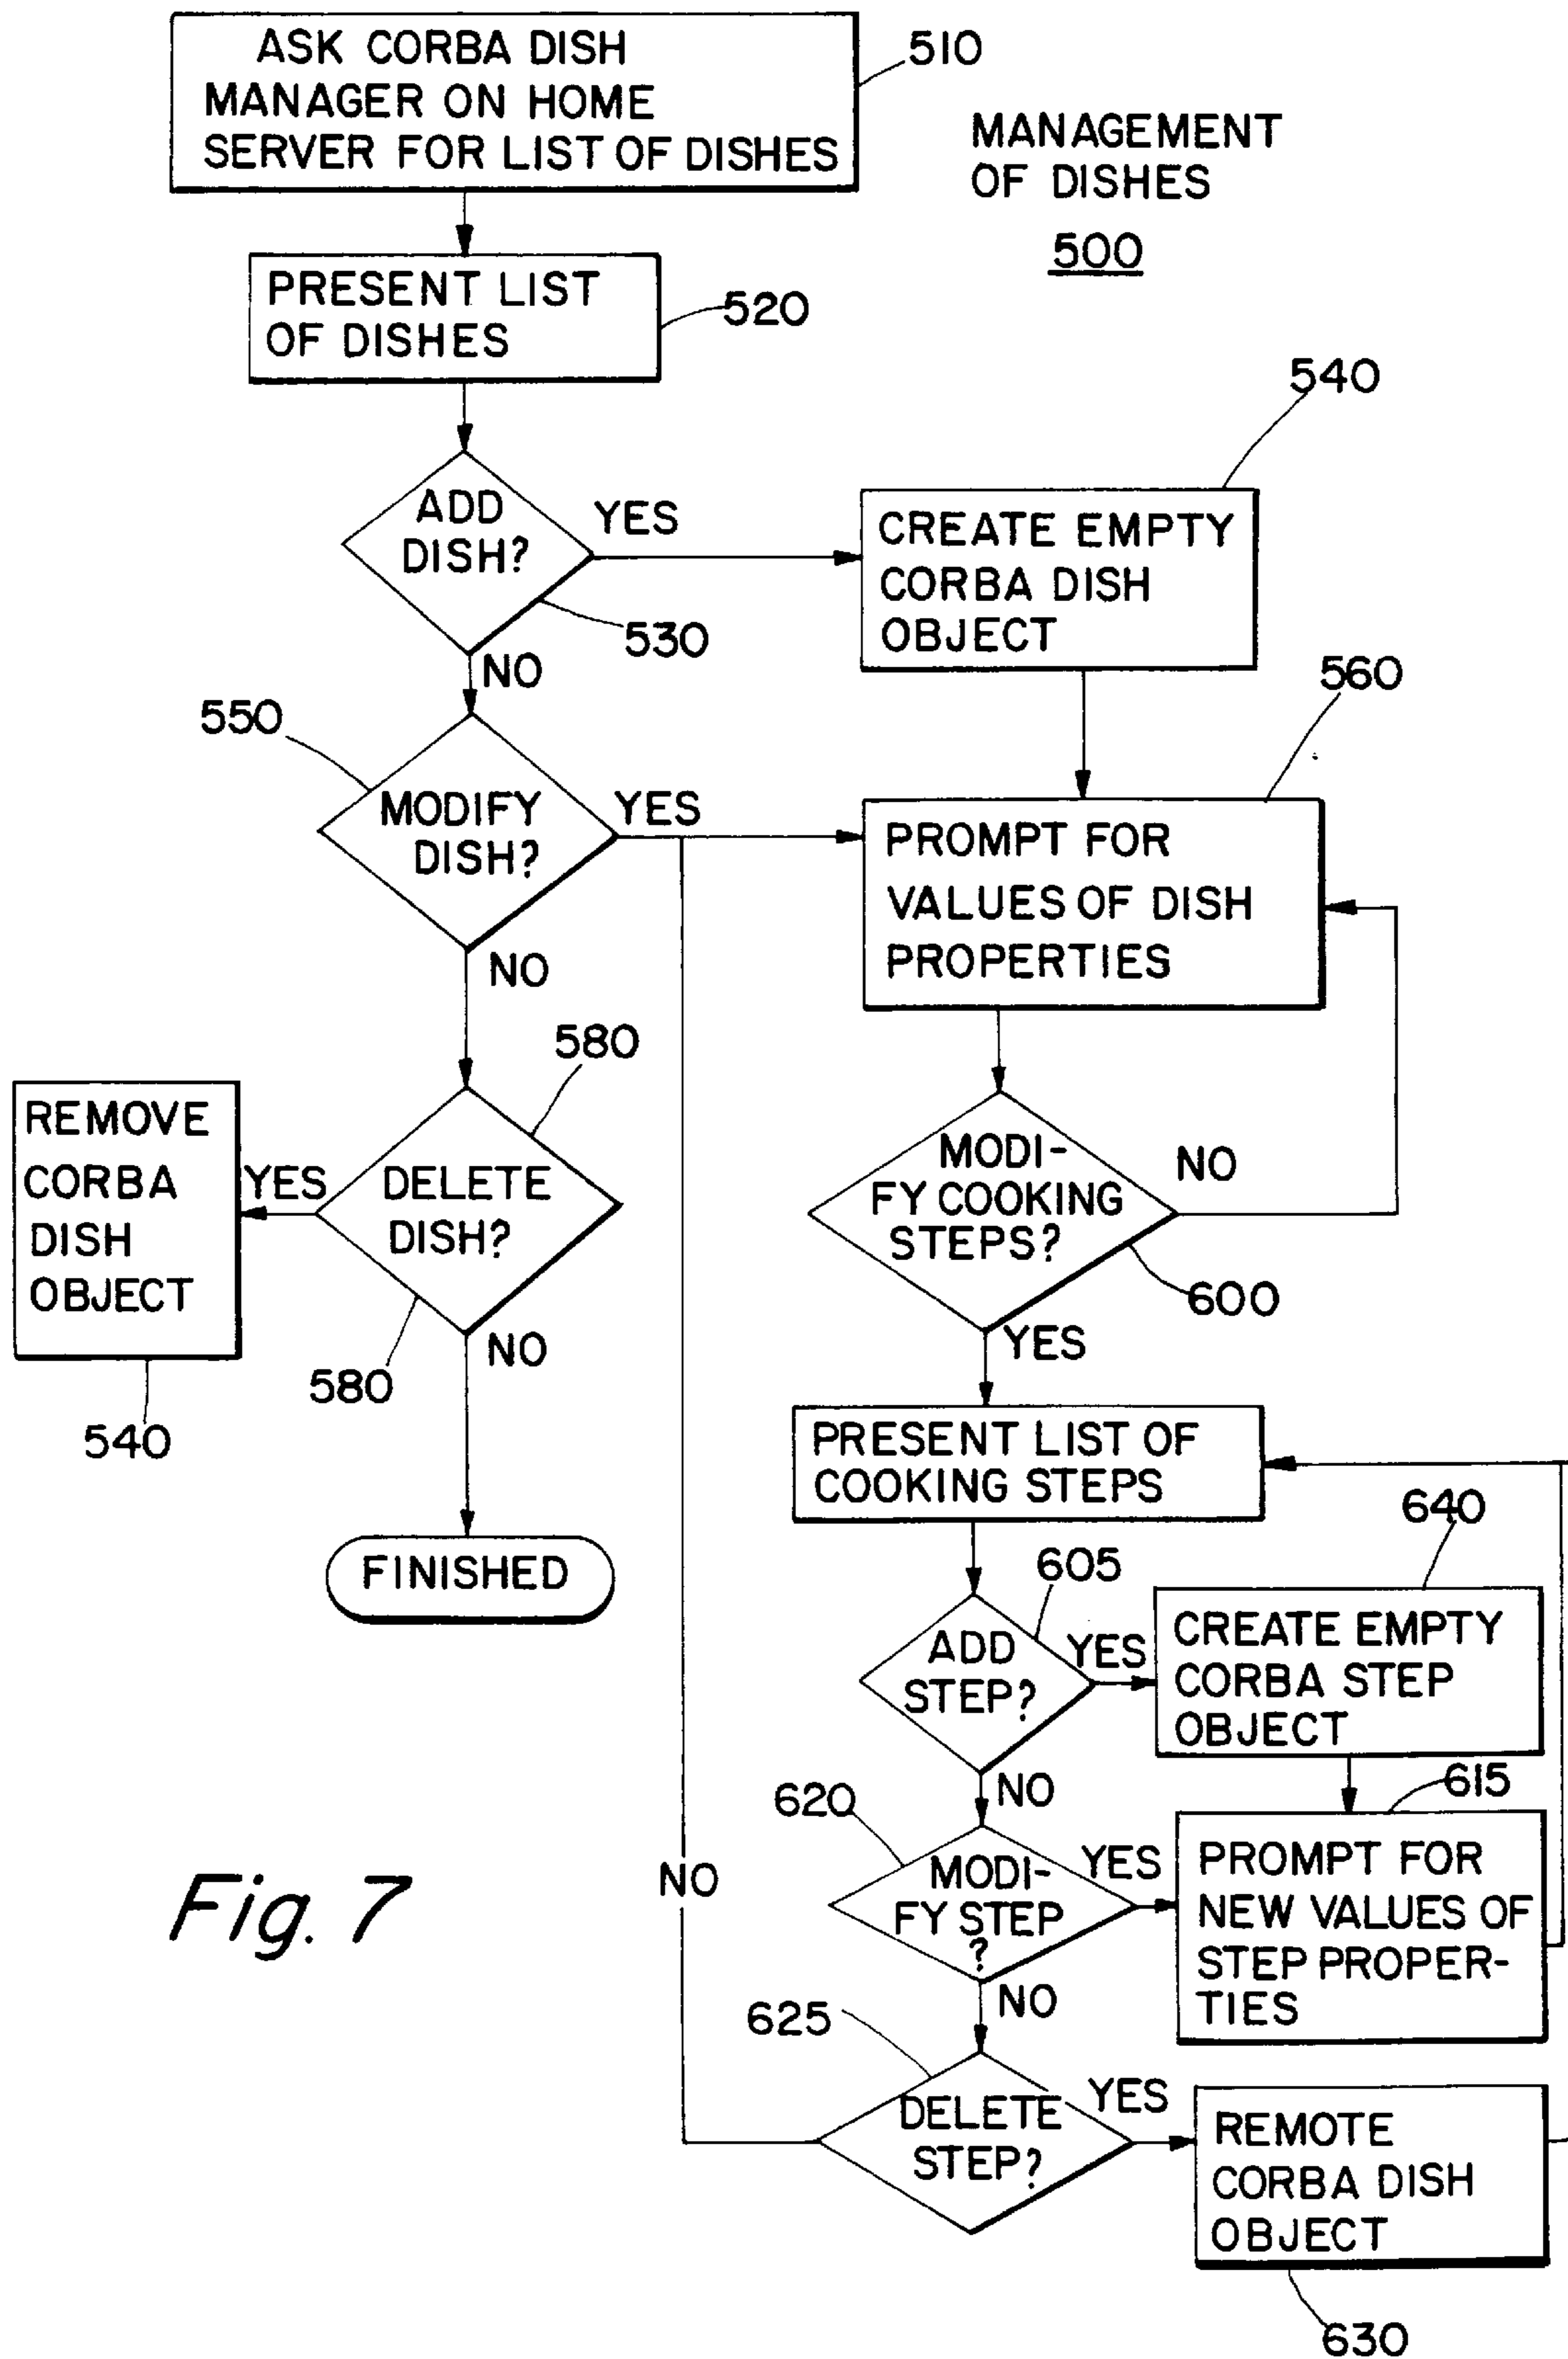 ASK CORBA DISH
MANAGER ON HOME
SERVER FOR LIST OF DISHES
510
MANAGEMENT
OF DISHES
500
PRESENT LIST
OF DISHES
520
540
ADD
DISH?
YES
530
NO
CREATE EMPTY
CORBA DISH
OBJECT
560
550
MODIFY
DISH?
YES
NO
PROMPT FOR
VALUES OF DISH
PROPERTIES
580
REMOVE
CORBA
DISH
OBJECT
YES
DELETE
DISH?
580
NO
540
MODI-
FY COOKING
STEPS?
NO
600
YES
PRESENT LIST OF
COOKING STEPS
FINISHED
640
605
ADD
STEP?
YES
CREATE EMPTY
CORBA STEP
OBJECT
NO
615
620
MODI-
FY STEP
?
YES
PROMPT FOR
NEW VALUES OF
STEP PROPER-
TIES
NO
NO
Fig. 7
625
DELETE
STEP?
YES
REMOTE
CORBA DISH
OBJECT
630